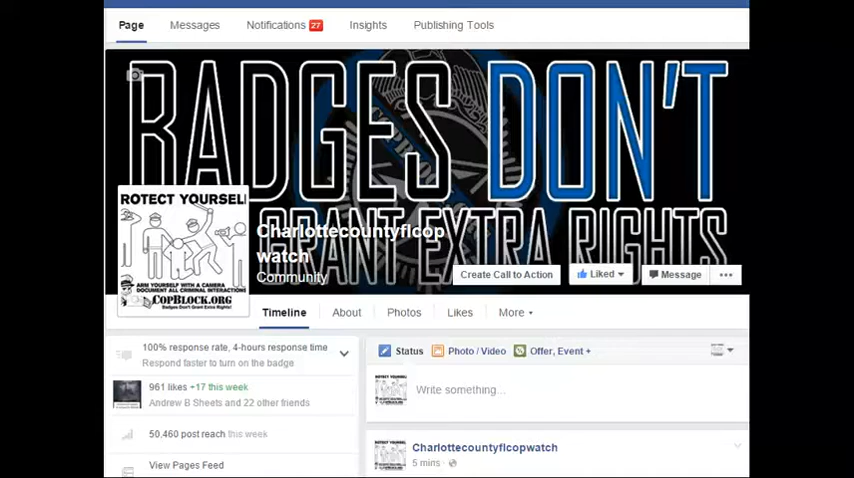 Page Messages Notifications 27 Insights Publishing Tools
BADGES DON'T
GRANT EXTRA RIGHTS
COPBLOCK
ROTECT YOURSEL
ARM YOURSELF WITH A CAMERA
DOCUMENT ALL CRIMINAL INTERACTIONS
COPBLOCK.ORG
Badges Don't Grant Extra Rights!
Charlottecountyflcop
watch
Community
Create Call to Action Liked Message
Timeline About Photos Likes More
100% response rate, 4-hours response time
Respond faster to turn on the badge
961 likes +17 this week
Andrew B Sheets and 22 other friends
50,460 post reach this week
View Pages Feed
Status Photo / Video Offer, Event +
Write something...
Charlottecountyflcopwatch
5 mins ·